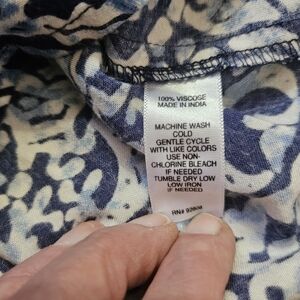 100% VISCOSE
MADE IN INDIA
MACHINE WASH
COLD
GENTLE CYCLE
WITH LIKE COLORS
USE NON-
CHLORINE BLEACH
IF NEEDED
TUMBLE DRY LOW
LOW IRON
IF NEEDED
RN#